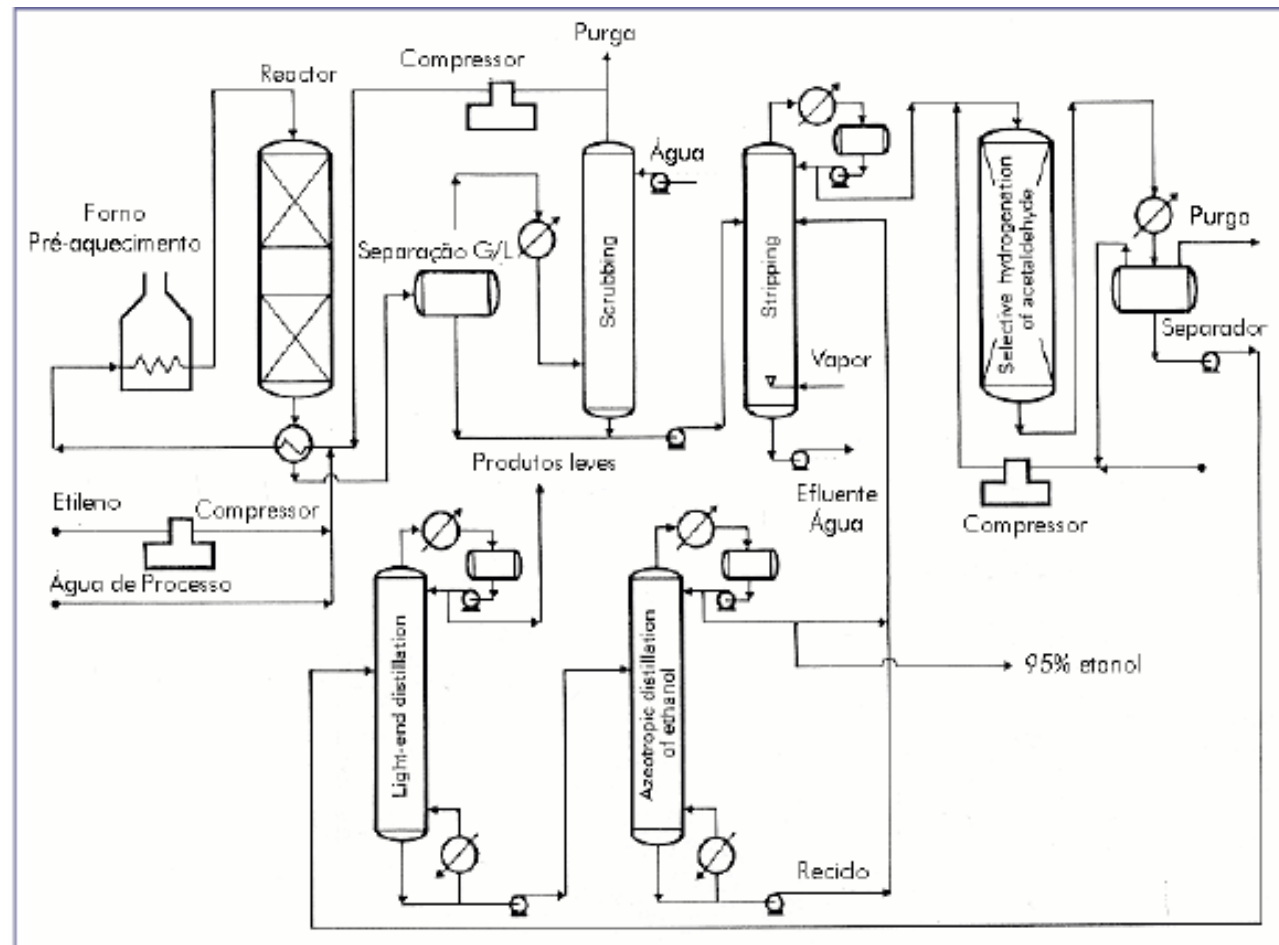 Purga
Compressor
Reactor
Água
Forno
Pré-aquecimento
Separação G/L
Scrubbing
Stripping
Selective hydrogenation
of acetaldehyde
Purga
Separador
Vapor
Produtos leves
Etileno
Compressor
Efluente
Água
Compressor
Água de Processo
Light-end distillation
Azeotropic distillation
of ethanol
95% etanol
Reciclo